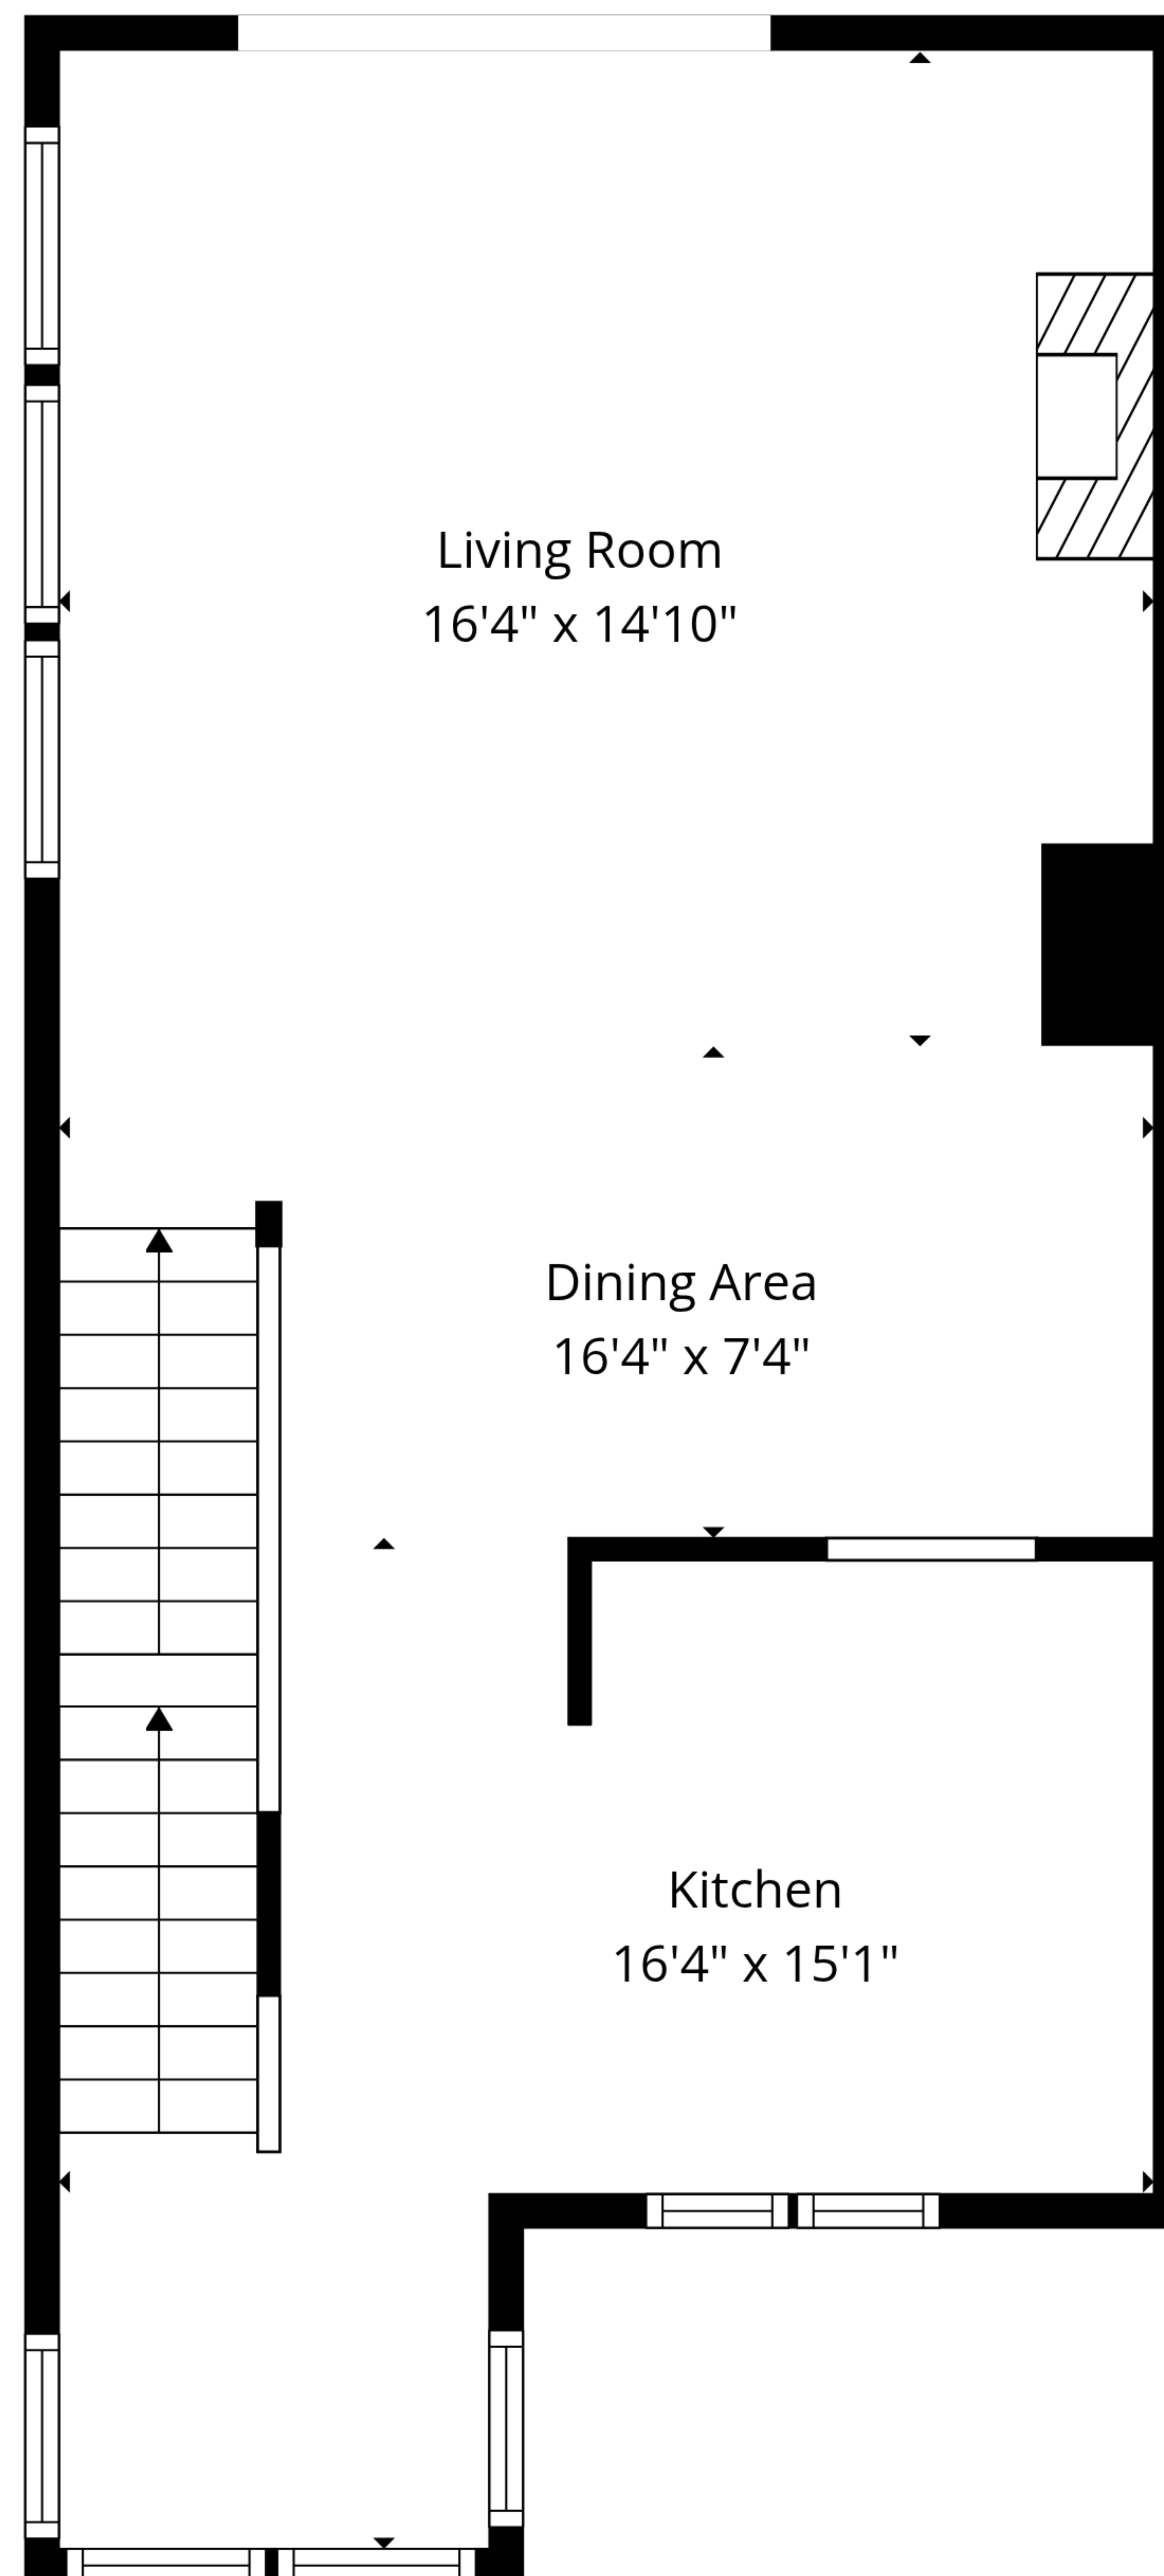 Living Room
16'4" x 14'10"
Dining Area
16'4" x 7'4"
Kitchen
16'4" x 15'1"